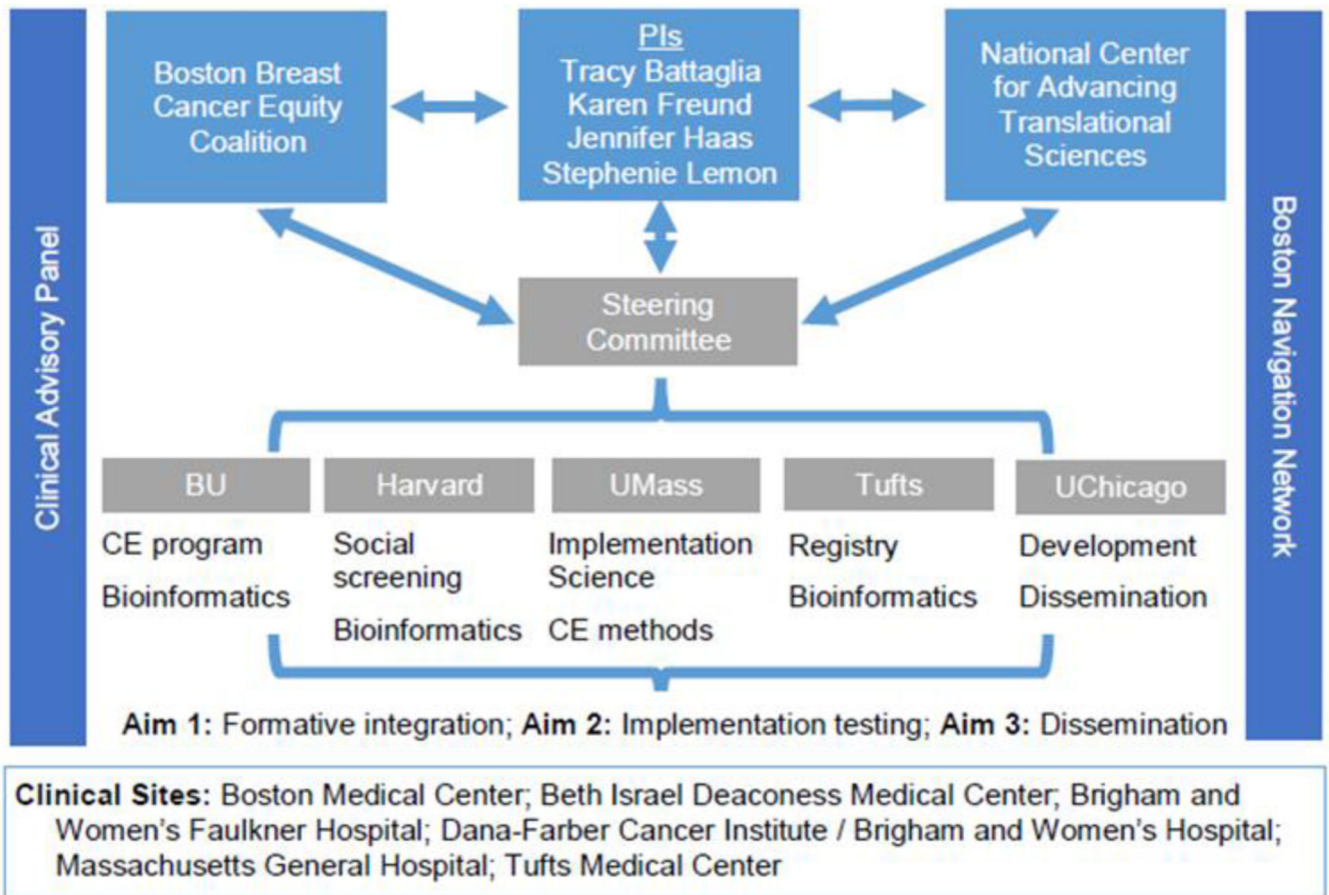 Clinical Advisory Panel
Boston Breast
Cancer Equity
Coalition
PIs
Tracy Battaglia
Karen Freund
Jennifer Haas
Stephenie Lemon
National Center
for Advancing
Translational
Sciences
Boston Navigation Network
Steering
Committee
BU
CE program
Bioinformatics
Harvard
Social
screening
Bioinformatics
UMass
Implementation
Science
CE methods
Tufts
Registry
Bioinformatics
UChicago
Development
Dissemination
Aim 1: Formative integration; Aim 2: Implementation testing; Aim 3: Dissemination
Clinical Sites: Boston Medical Center; Beth Israel Deaconess Medical Center; Brigham and
Women's Faulkner Hospital; Dana-Farber Cancer Institute / Brigham and Women's Hospital;
Massachusetts General Hospital; Tufts Medical Center